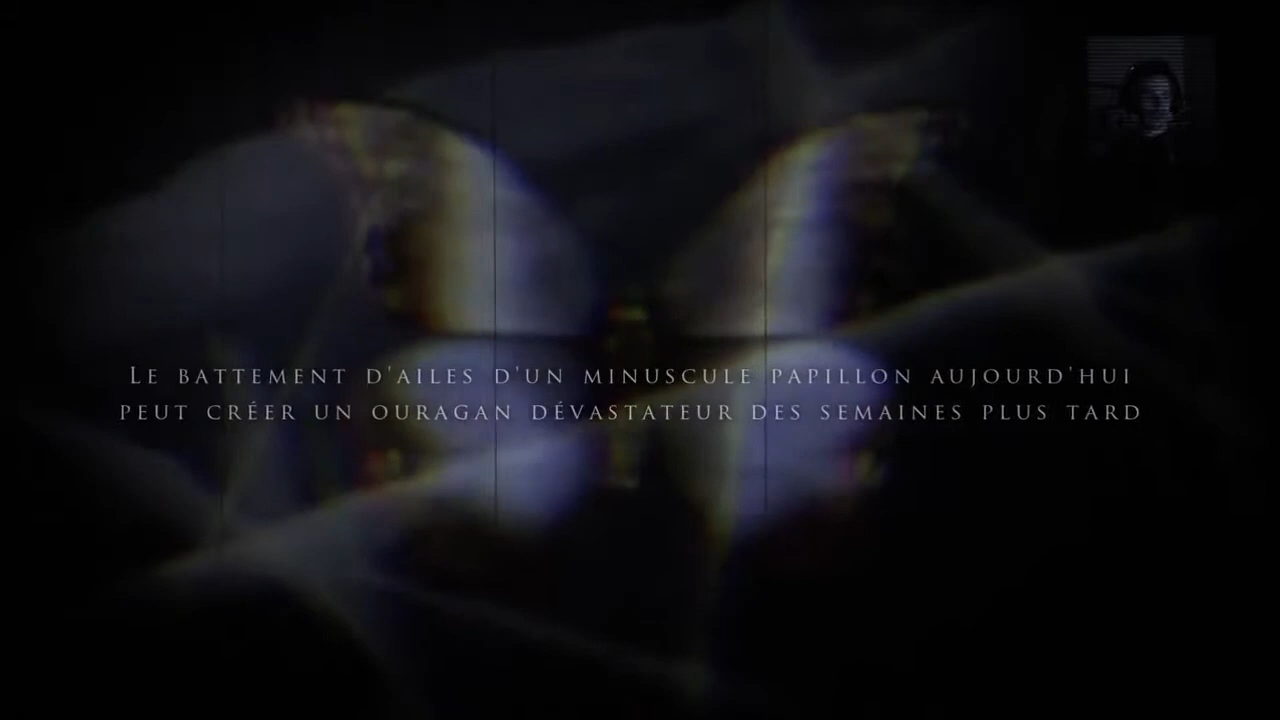 Le battement d'ailes d'un minuscule papillon aujourd'hui
peut créer un ouragan dévastateur des semaines plus tard